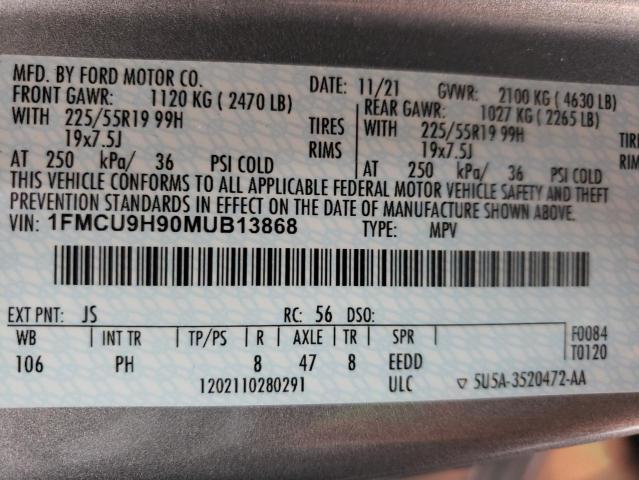 MFD. BY FORD MOTOR CO.
DATE: 11/21 GVWR: 2100 KG ( 4630 LB)
FRONT GAWR: 1120 KG ( 2470 LB)
REAR GAWR: 1027 KG ( 2265 LB)
WITH 225/55R19 99H TIRES
WITH 225/55R19 99H TIRES
19x7.5J RIMS
19x7.5J RIMS
AT 250 kPa/ 36 PSI COLD
AT 250 kPa/ 36 PSI COLD
THIS VEHICLE CONFORMS TO ALL APPLICABLE FEDERAL MOTOR VEHICLE SAFETY AND THEFT
PREVENTION STANDARDS IN EFFECT ON THE DATE OF MANUFACTURE SHOWN ABOVE.
VIN: 1FMCU9H90MUB13868 TYPE: MPV
EXT PNT: JS RC: 56 DSO:
WB INT TR TP/PS R AXLE TR SPR F0084
106 PH 8 47 8 EEDD T0120
1202110280291 ULC ▽ 5U5A-3520472-AA